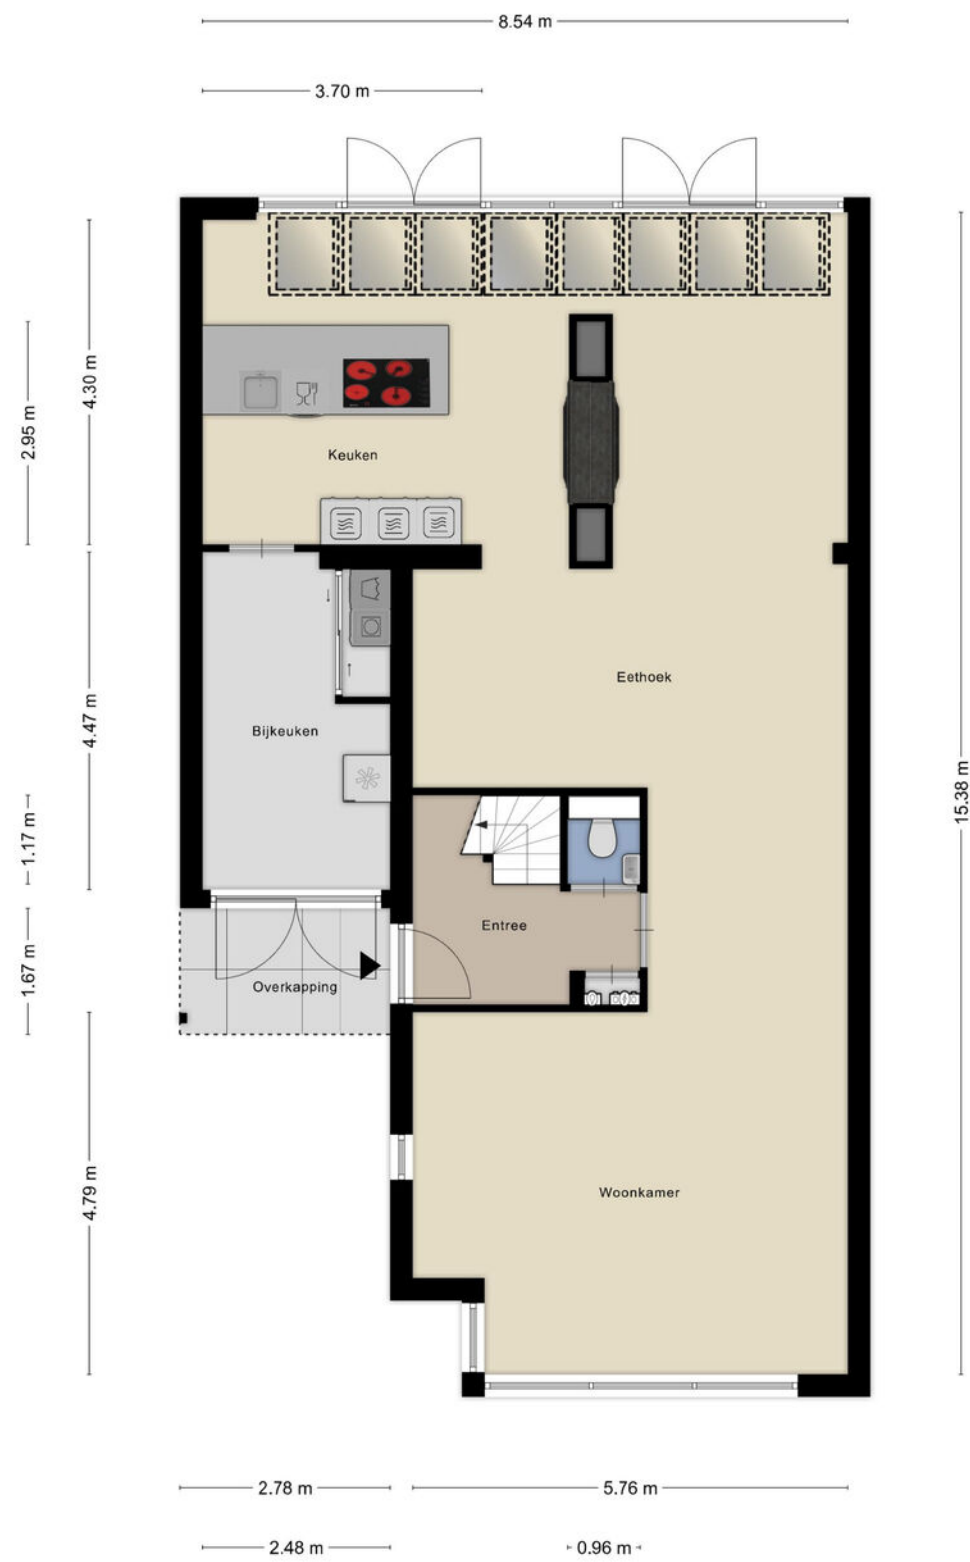 8.54 m
3.70 m
4.30 m
2.95 m
Keuken
Eethoek
4.47 m
Bijkeuken
15.38 m
1.17 m
Entree
1.67 m
Overkapping
4.79 m
Woonkamer
2.78 m
5.76 m
2.48 m
0.96 m